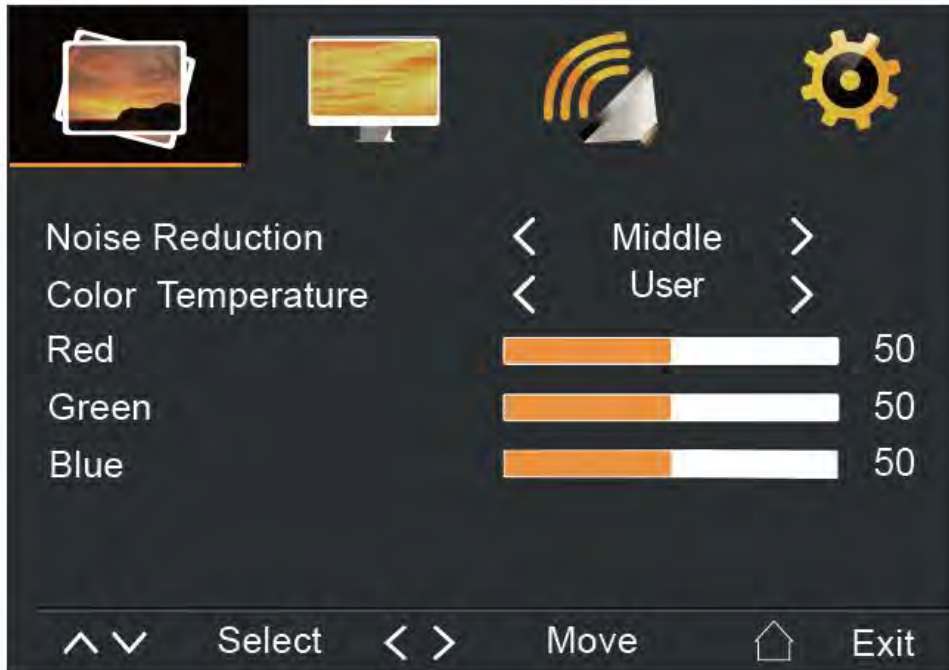 Noise Reduction < Middle >
Color Temperature < User >
Red 50
Green 50
Blue 50
Select < > Move Exit